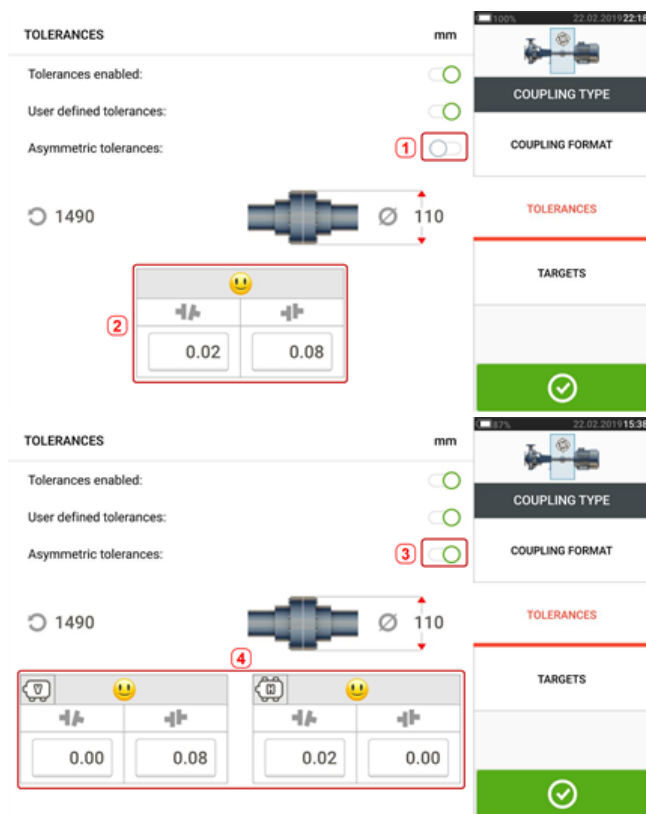 100% 22.02.2019 22:18
TOLERANCES mm
Tolerances enabled:
COUPLING TYPE
User defined tolerances:
Asymmetric tolerances: 1
COUPLING FORMAT
1490 Ø 110
TOLERANCES
TARGETS
2
0.02 0.08
87% 22.02.2019 15:38
TOLERANCES mm
Tolerances enabled:
COUPLING TYPE
User defined tolerances:
Asymmetric tolerances: 3
COUPLING FORMAT
1490 Ø 110
TOLERANCES
4
V H
TARGETS
0.00 0.08 0.02 0.00